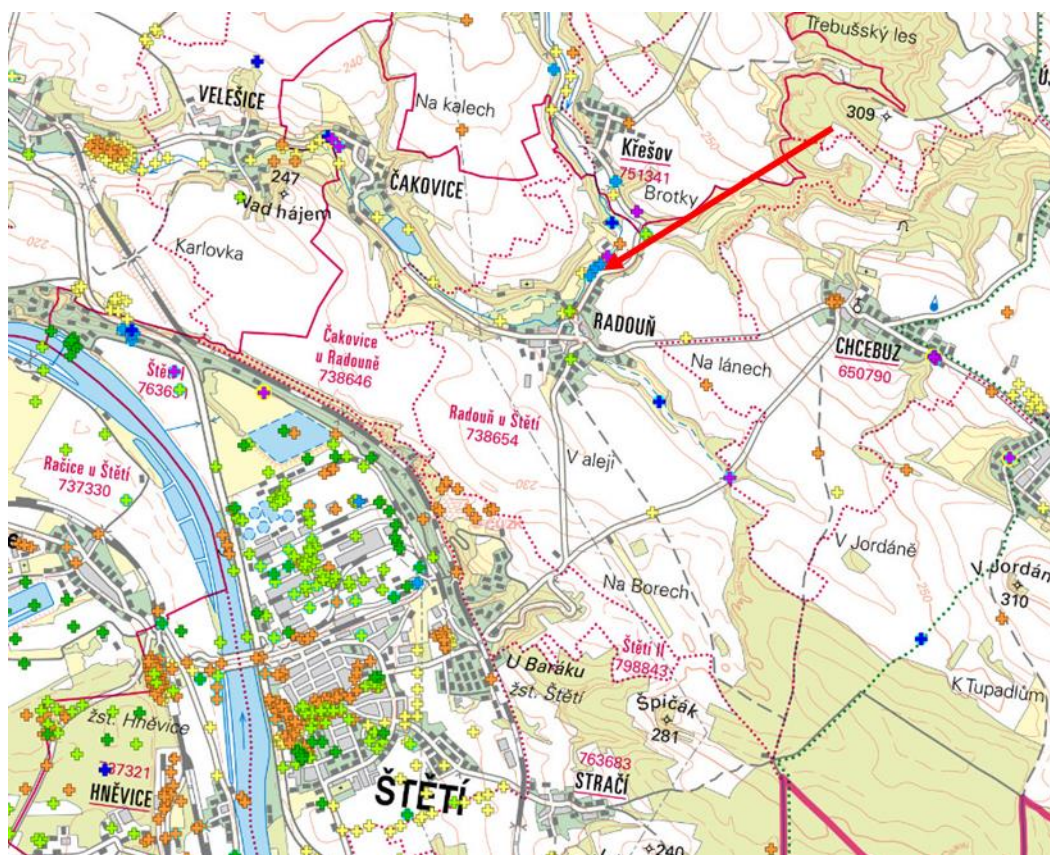 Třebušský les
240
VELEŠICE
Na kalech
309
Křešov
751341
250
247
Nad hájem
ČAKOVICE
Brotky
220
Karlovka
RADOUŇ
CHCEBUZ
650790
Čakovice
u Radouně
738646
Štětí I
Na lánech
Radouň u Štětí
738654
Račice u Štětí
737330
V aleji
230
V Jordáně
V Jordán
310
Na Borech
250
Štětí II
798843
U Baráku
žst. Štětí
K Tupadlům
Špičák
281
žst. Hněvice
HNĚVICE
763683
STRAČÍ
ŠTĚTÍ
240